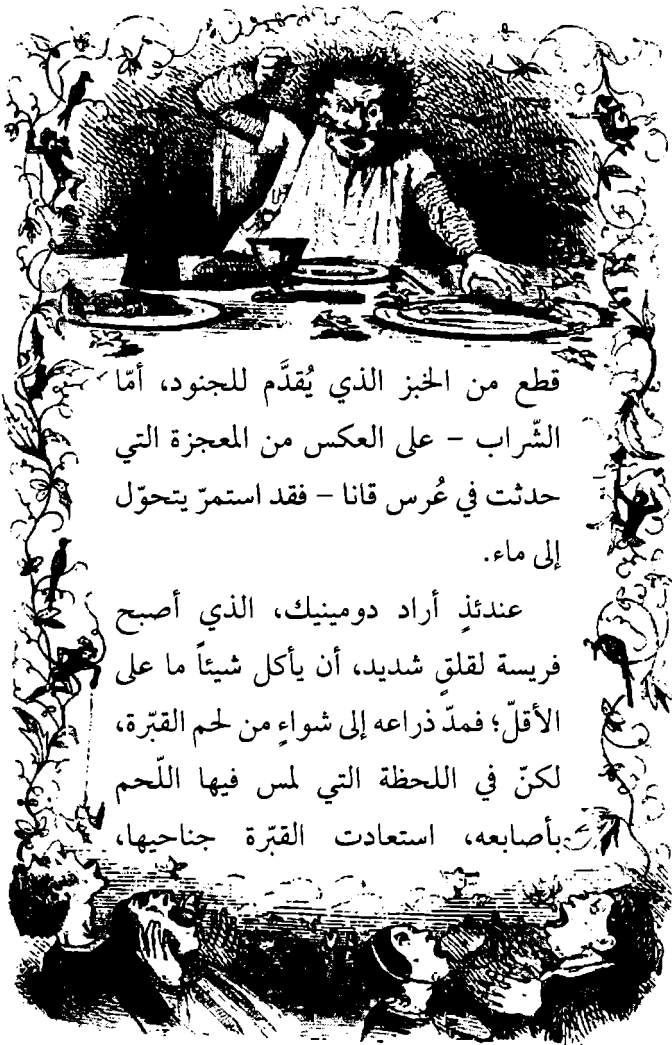 قطع من الخبز الذي يُقدَّم للجنود، أمّا
الشّراب – على العكس من المعجزة التي
حدثت في عُرس قانا – فقد استمرّ يتحوّل
إلى ماء.
عندئذٍ أراد دومينيك، الذي أصبح
فريسة لقلقٍ شديد، أن يأكل شيئاً ما على
الأقلّ؛ فمدّ ذراعه إلى شواءٍ من لحم القبّرة،
لكنّ في اللحظة التي لمس فيها اللّحم
بأصابعه، استعادت القبّرة جناحيها،